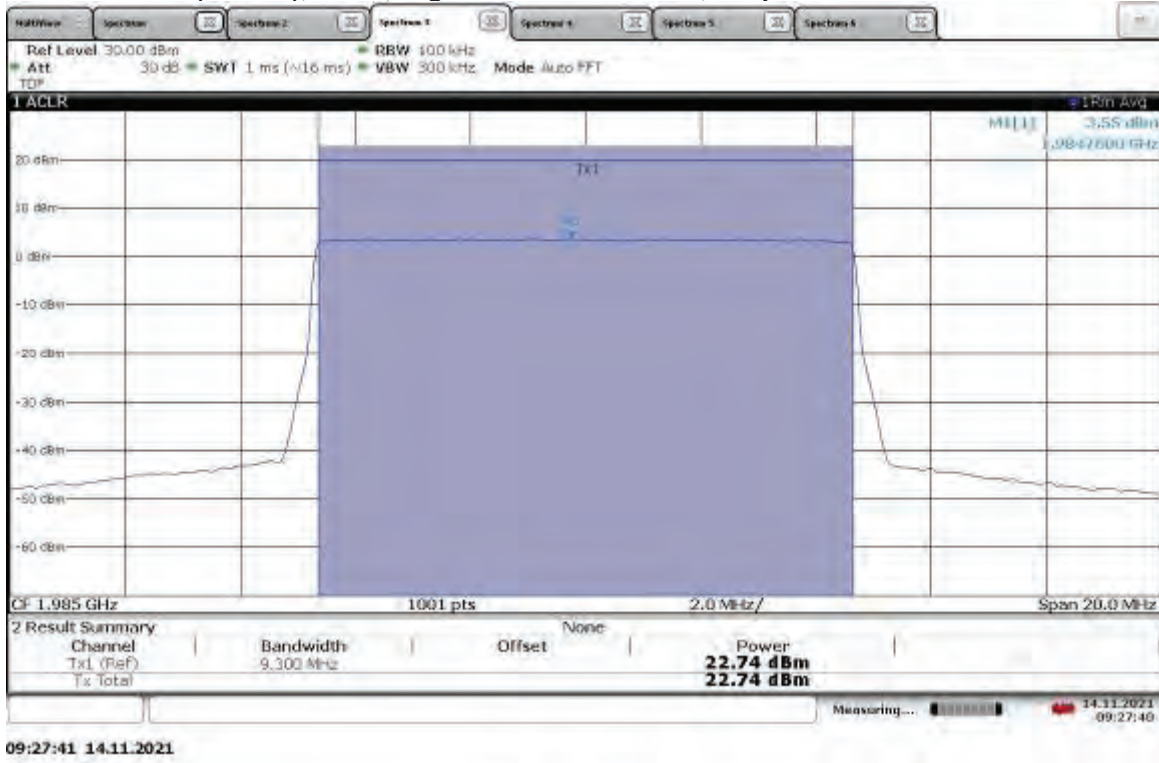 MultiView Spectrum Spectrum 2 Spectrum 3 Spectrum 4 Spectrum 5 Spectrum 6
Ref Level 30.00 dBm RBW 100 kHz
Att 30 dB SWT 1 ms (~16 ms) VBW 300 kHz Mode Auto FFT
TDF
1 ACLR 1Rm Avg
M1[1] 3.55 dBm
1.9847600 GHz
20 dBm
Tx1
10 dBm
M1
0 dBm
-10 dBm
-20 dBm
-30 dBm
-40 dBm
-50 dBm
-60 dBm
CF 1.985 GHz 1001 pts 2.0 MHz/ Span 20.0 MHz
2 Result Summary None
Channel Bandwidth Offset Power
Tx1 (Ref) 9.300 MHz 22.74 dBm
Tx Total 22.74 dBm
Measuring... 14.11.2021
09:27:40
09:27:41 14.11.2021